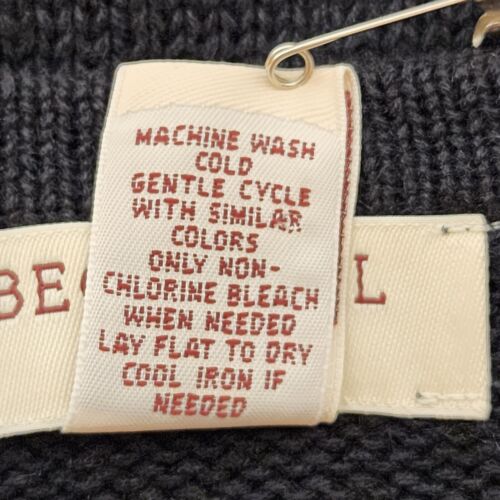 MACHINE WASH
COLD
GENTLE CYCLE
WITH SIMILAR
COLORS
ONLY NON-
CHLORINE BLEACH
WHEN NEEDED
LAY FLAT TO DRY
COOL IRON IF
NEEDED